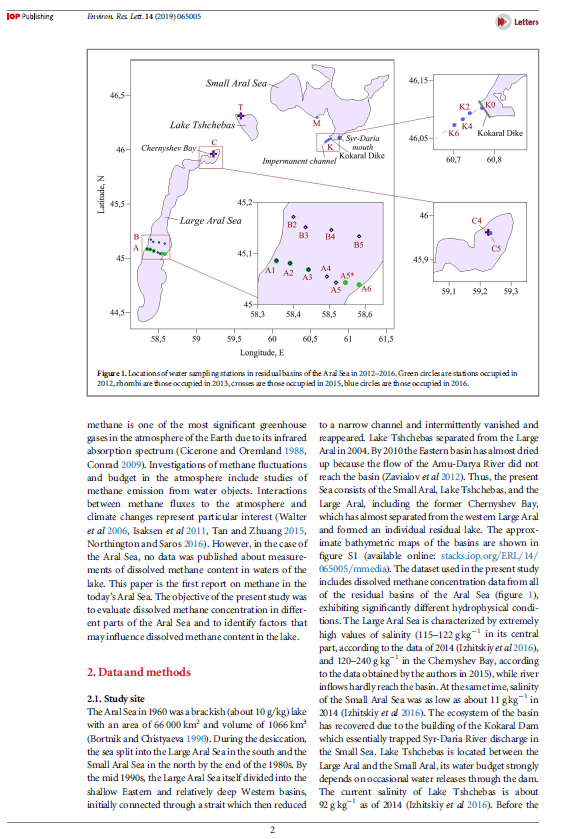 IOP Publishing
Environ. Res. Lett. 14 (2019) 065005
Letters
46,5
46
45,5
45
44,5
Latitude, N
58,5
59
59,5
60
60,5
61
61,5
Longitude, E
Small Aral Sea
T
Lake Tshchebas
Chernyshev Bay
C
M
K
Syr-Daria
mouth
Kokaral Dike
Impermanent channel
Large Aral Sea
B
A
45,2
45,1
45
58,3
58,4
58,5
58,6
B2
B3
B4
B5
A1
A2
A3
A4
A5
A5*
A6
46,15
46,05
60,7
60,8
K2
K0
K4
K6
Kokaral Dike
46
45,9
59,1
59,2
59,3
C4
C5
Figure 1. Locations of water sampling stations in residual basins of the Aral Sea in 2012–2016. Green circles are stations occupied in
2012, rhombi are those occupied in 2013, crosses are those occupied in 2015, blue circles are those occupied in 2016.
methane is one of the most significant greenhouse
gases in the atmosphere of the Earth due to its infrared
absorption spectrum (Cicerone and Oremland 1988,
Conrad 2009). Investigations of methane fluctuations
and budget in the atmosphere include studies of
methane emission from water objects. Interactions
between methane fluxes to the atmosphere and
climate changes represent particular interest (Walter
et al 2006, Isaksen et al 2011, Tan and Zhuang 2015,
Northington and Saros 2016). However, in the case of
the Aral Sea, no data was published about measure-
ments of dissolved methane content in waters of the
lake. This paper is the first report on methane in the
today's Aral Sea. The objective of the present study was
to evaluate dissolved methane concentration in differ-
ent parts of the Aral Sea and to identify factors that
may influence dissolved methane content in the lake.
2. Data and methods
2.1. Study site
The Aral Sea in 1960 was a brackish (about 10 g/kg) lake
with an area of 66 000 km² and volume of 1066 km³
(Bortnik and Chistyaeva 1990). During the desiccation,
the sea split into the Large Aral Sea in the south and the
Small Aral Sea in the north by the end of the 1980s. By
the mid 1990s, the Large Aral Sea itself divided into the
shallow Eastern and relatively deep Western basins,
initially connected through a strait which then reduced
to a narrow channel and intermittently vanished and
reappeared. Lake Tshchebas separated from the Large
Aral in 2004. By 2010 the Eastern basin has almost dried
up because the flow of the Amu-Darya River did not
reach the basin (Zavialov et al 2012). Thus, the present
Sea consists of the Small Aral, Lake Tshchebas, and the
Large Aral, including the former Chernyshev Bay,
which has almost separated from the western Large Aral
and formed an individual residual lake. The approx-
imate bathymetric maps of the basins are shown in
figure S1 (available online: stacks.iop.org/ERL/14/
065005/mmedia). The dataset used in the present study
includes dissolved methane concentration data from all
of the residual basins of the Aral Sea (figure 1),
exhibiting significantly different hydrophysical condi-
tions. The Large Aral Sea is characterized by extremely
high values of salinity (115–122 g kg⁻¹ in its central
part, according to the data of 2014 (Izhitskiy et al 2016),
and 120–240 g kg⁻¹ in the Chernyshev Bay, according
to the data obtained by the authors in 2015), while river
inflows hardly reach the basin. At the same time, salinity
of the Small Aral Sea was as low as about 11 g kg⁻¹ in
2014 (Izhitskiy et al 2016). The ecosystem of the basin
has recovered due to the building of the Kokaral Dam
which essentially trapped Syr-Daria River discharge in
the Small Sea. Lake Tshchebas is located between the
Large Aral and the Small Aral, its water budget strongly
depends on occasional water releases through the dam.
The current salinity of Lake Tshchebas is about
92 g kg⁻¹ as of 2014 (Izhitskiy et al 2016). Before the
2